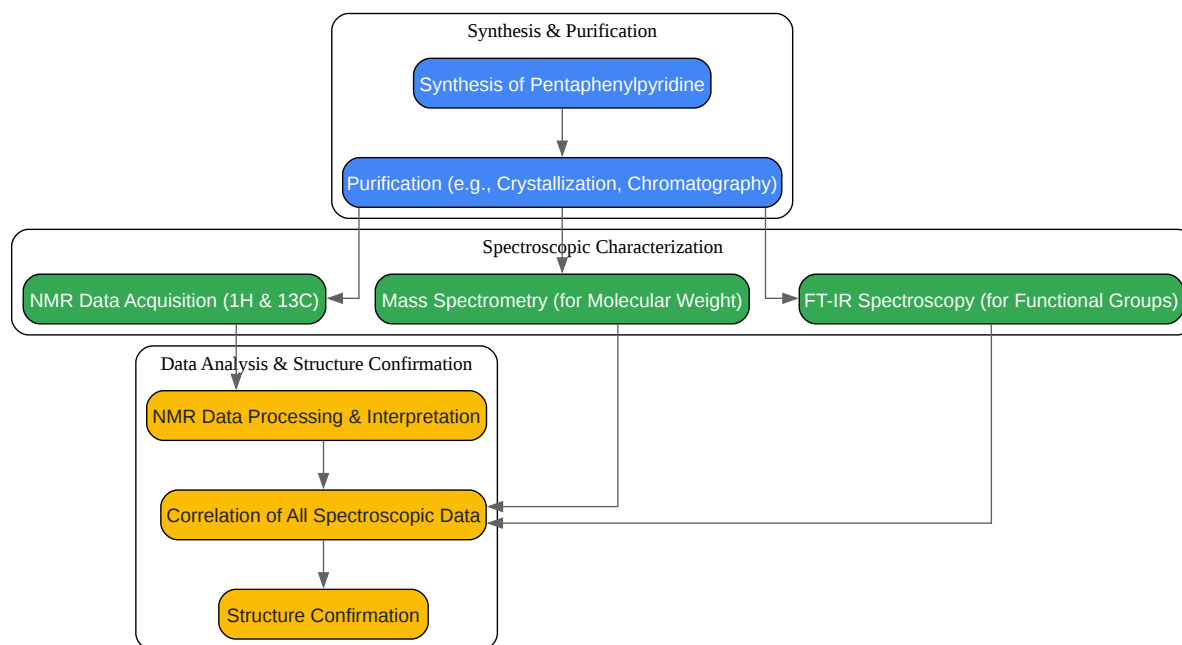 Synthesis & Purification
Synthesis of Pentaphenylpyridine
Purification (e.g., Crystallization, Chromatography)
Spectroscopic Characterization
NMR Data Acquisition (1H & 13C)
Mass Spectrometry (for Molecular Weight)
FT-IR Spectroscopy (for Functional Groups)
Data Analysis & Structure Confirmation
NMR Data Processing & Interpretation
Correlation of All Spectroscopic Data
Structure Confirmation